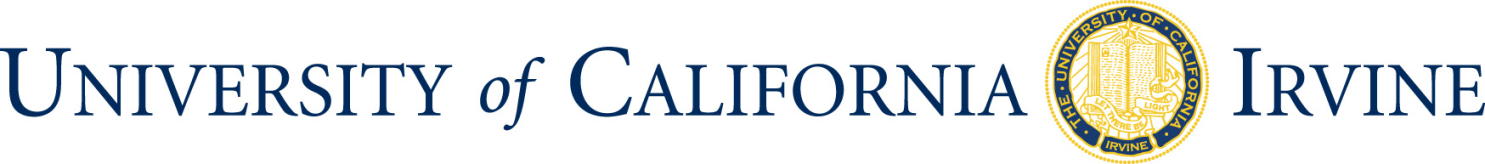 UNIVERSITY of CALIFORNIA IRVINE
THE · UNIVERSITY · OF · CALIFORNIA ·
LET THERE BE LIGHT
IRVINE